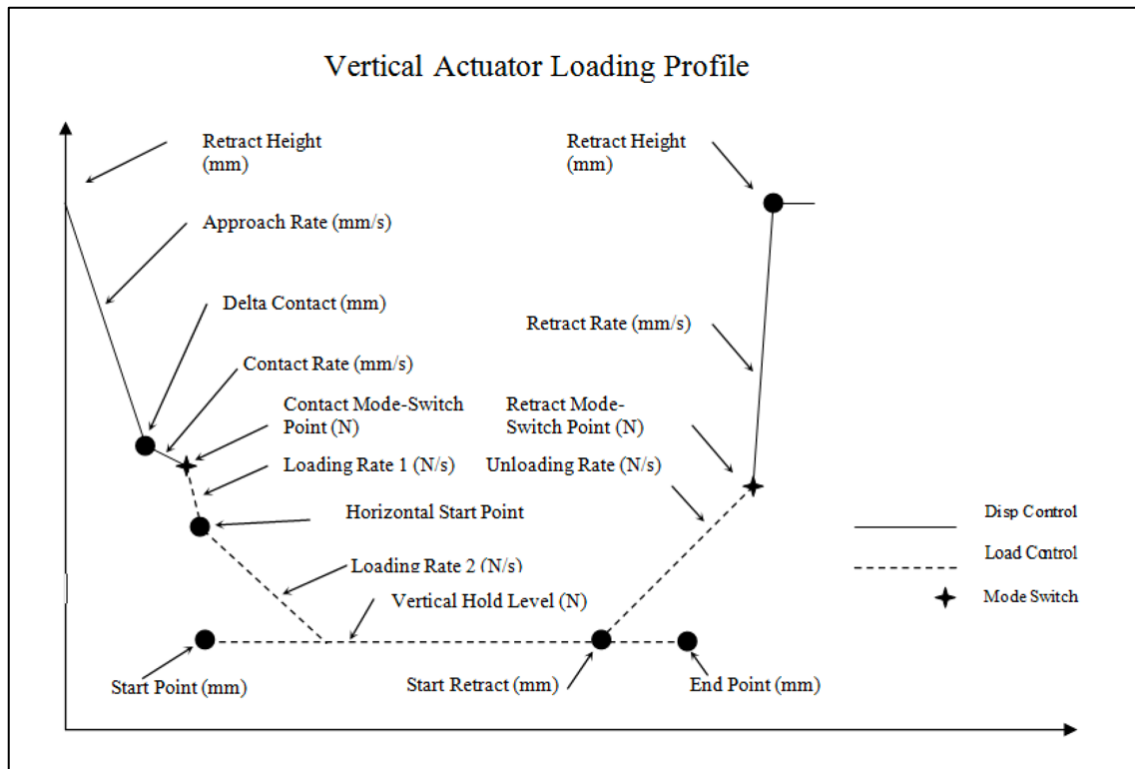 Vertical Actuator Loading Profile
Retract Height
(mm)
Retract Height
(mm)
Approach Rate (mm/s)
Delta Contact (mm)
Retract Rate (mm/s)
Contact Rate (mm/s)
Contact Mode-Switch
Point (N)
Retract Mode-
Switch Point (N)
Loading Rate 1 (N/s)
Unloading Rate (N/s)
Horizontal Start Point
Disp Control
Load Control
Loading Rate 2 (N/s)
Vertical Hold Level (N)
Mode Switch
Start Point (mm)
Start Retract (mm)
End Point (mm)